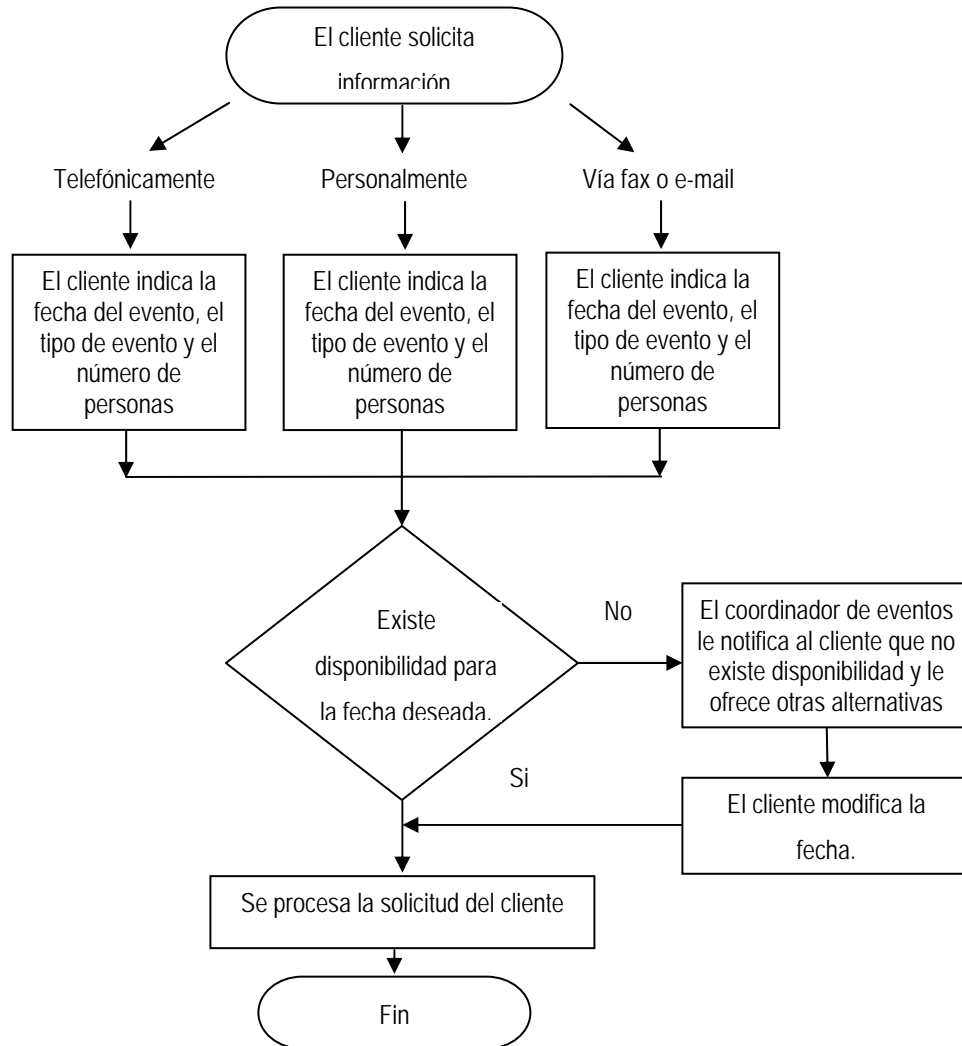 El cliente solicita
información
Telefónicamente
Personalmente
Vía fax o e-mail
El cliente indica la
fecha del evento, el
tipo de evento y el
número de
personas
El cliente indica la
fecha del evento, el
tipo de evento y el
número de
personas
El cliente indica la
fecha del evento, el
tipo de evento y el
número de
personas
Existe
disponibilidad para
la fecha deseada.
No
El coordinador de eventos
le notifica al cliente que no
existe disponibilidad y le
ofrece otras alternativas
Si
El cliente modifica la
fecha.
Se procesa la solicitud del cliente
Fin